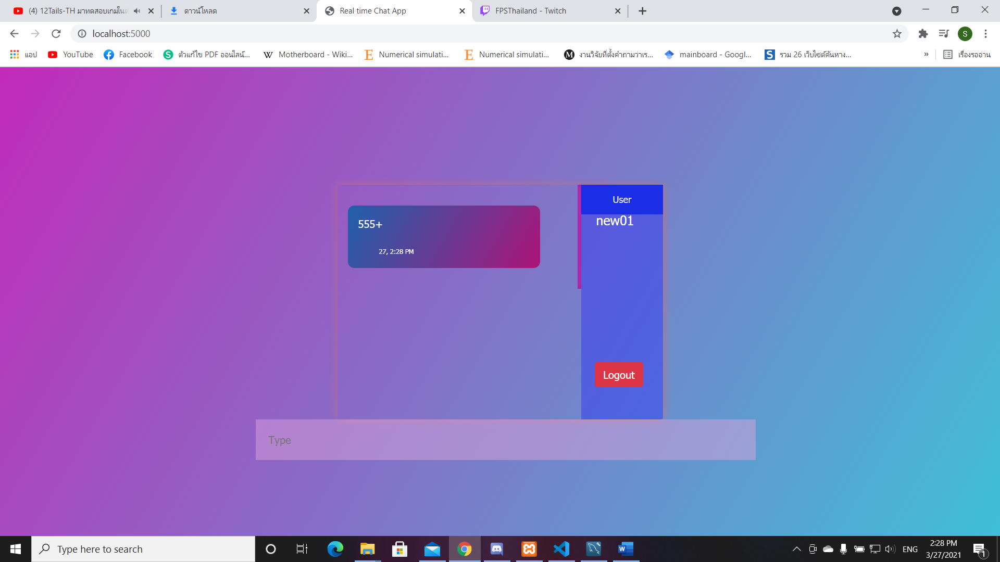 (4) 12Tails-TH มาทดสอบเกมในต
ดาวน์โหลด
Real time Chat App
FPSThailand - Twitch
localhost:5000
S
แอป
YouTube
Facebook
ตัวแก้ไข PDF ออนไลน์...
Motherboard - Wiki...
Numerical simulati...
Numerical simulati...
งานวิจัยที่ตั้งคำถามว่าเร...
mainboard - Googl...
รวม 26 เว็บไซต์ค้นหาง...
»
เรื่องรออ่าน
User
new01
555+
27, 2:28 PM
Logout
Type
Type here to search
ENG
2:28 PM
3/27/2021
1